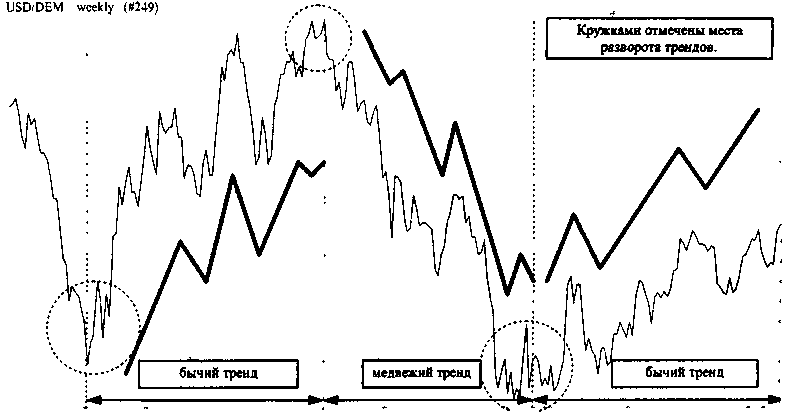 USD/DEM weekly (#249)
Кружками отмечены места
разворота трендов.
бычий тренд
медвежий тренд
бычий тренд